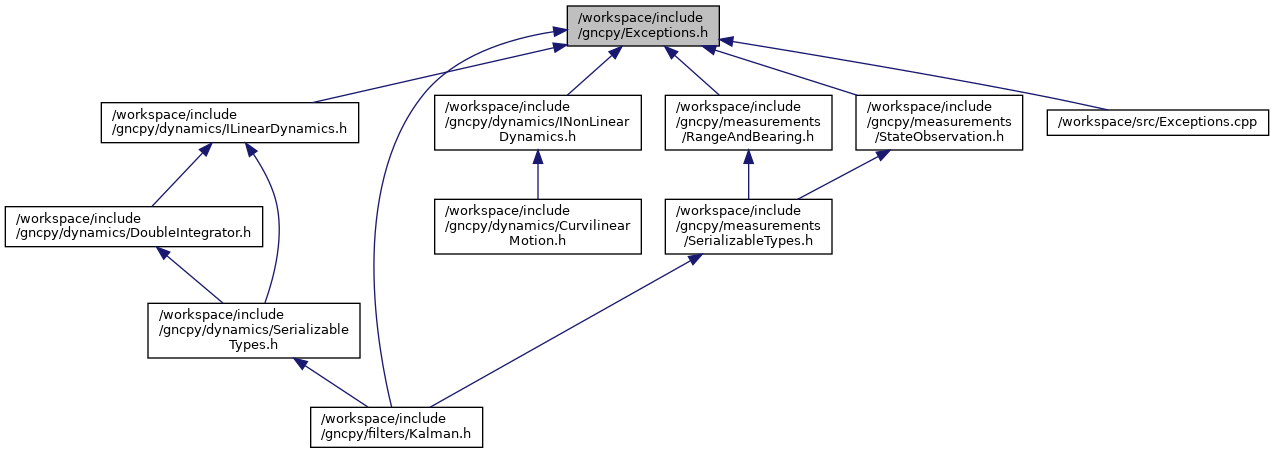 /workspace/include
/gncpy/Exceptions.h
/workspace/include
/gncpy/dynamics/ILinearDynamics.h
/workspace/include
/gncpy/dynamics/INonLinear
Dynamics.h
/workspace/include
/gncpy/measurements
/RangeAndBearing.h
/workspace/include
/gncpy/measurements
/StateObservation.h
/workspace/src/Exceptions.cpp
/workspace/include
/gncpy/dynamics/DoubleIntegrator.h
/workspace/include
/gncpy/dynamics/Curvilinear
Motion.h
/workspace/include
/gncpy/measurements
/SerializableTypes.h
/workspace/include
/gncpy/dynamics/Serializable
Types.h
/workspace/include
/gncpy/filters/Kalman.h